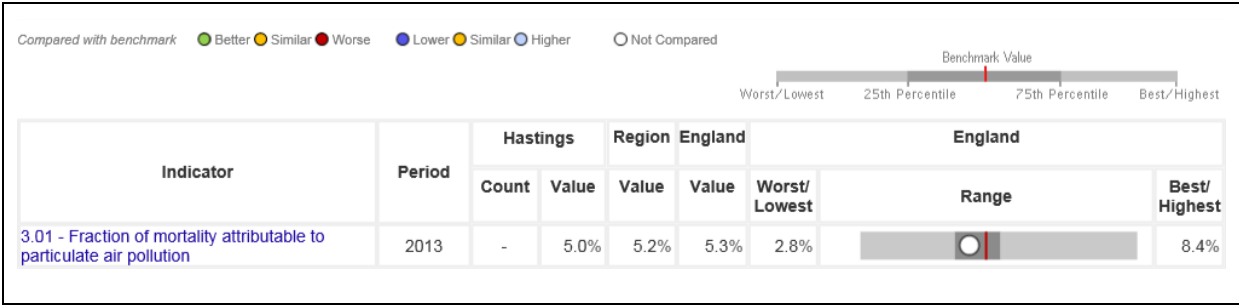 Compared with benchmark Better Similar Worse Lower Similar Higher Not Compared
Benchmark Value
Worst/Lowest 25th Percentile 75th Percentile Best/Highest
Indicator Period Hastings Region England England
Count Value Value Value Worst/ Lowest Range Best/ Highest
3.01 - Fraction of mortality attributable to
particulate air pollution 2013 - 5.0% 5.2% 5.3% 2.8% 8.4%